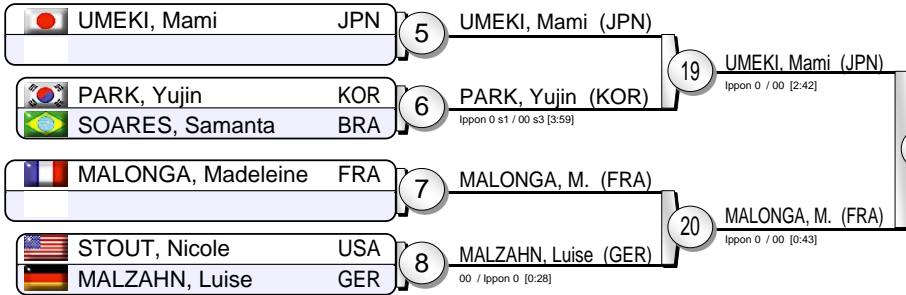 UMEKI, Mami JPN
5
UMEKI, Mami (JPN)
19
UMEKI, Mami (JPN)
Ippon 0 / 00 [2:42]
PARK, Yujin KOR
SOARES, Samanta BRA
6
PARK, Yujin (KOR)
Ippon 0 s1 / 00 s3 [3:59]
MALONGA, Madeleine FRA
7
MALONGA, M. (FRA)
20
MALONGA, M. (FRA)
Ippon 0 / 00 [0:43]
STOUT, Nicole USA
MALZAHN, Luise GER
8
MALZAHN, Luise (GER)
00 / Ippon 0 [0:28]